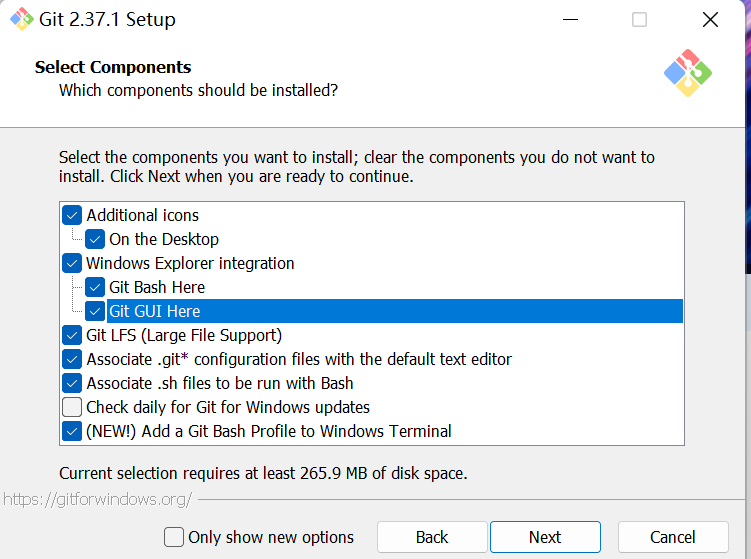 Git 2.37.1 Setup
Select Components
Which components should be installed?
Select the components you want to install; clear the components you do not want to
install. Click Next when you are ready to continue.
Additional icons
On the Desktop
Windows Explorer integration
Git Bash Here
Git GUI Here
Git LFS (Large File Support)
Associate .git* configuration files with the default text editor
Associate .sh files to be run with Bash
Check daily for Git for Windows updates
(NEW!) Add a Git Bash Profile to Windows Terminal
Current selection requires at least 265.9 MB of disk space.
https://gitforwindows.org/
Only show new options
Back
Next
Cancel